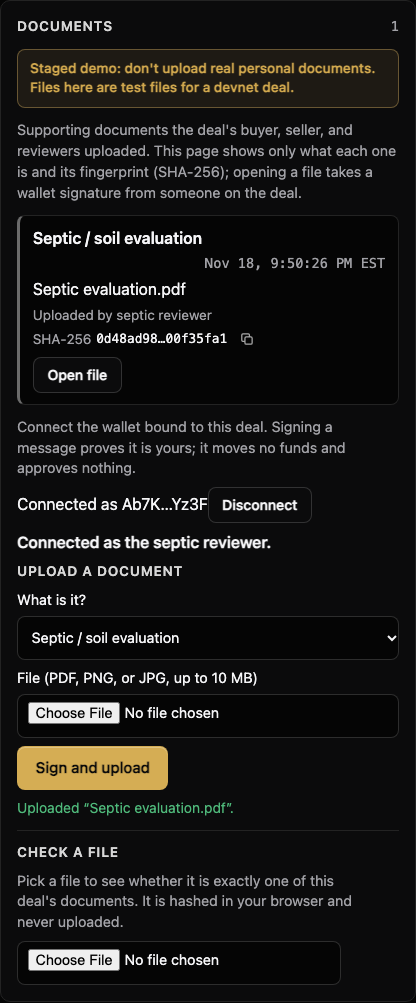 DOCUMENTS 1
Staged demo: don't upload real personal documents.
Files here are test files for a devnet deal.
Supporting documents the deal's buyer, seller, and
reviewers uploaded. This page shows only what each one
is and its fingerprint (SHA-256); opening a file takes a
wallet signature from someone on the deal.
Septic / soil evaluation
Nov 18, 9:50:26 PM EST
Septic evaluation.pdf
Uploaded by septic reviewer
SHA-256 0d48ad98…00f35fa1
Open file
Connect the wallet bound to this deal. Signing a
message proves it is yours; it moves no funds and
approves nothing.
Connected as Ab7K…Yz3F Disconnect
Connected as the septic reviewer.
UPLOAD A DOCUMENT
What is it?
Septic / soil evaluation
File (PDF, PNG, or JPG, up to 10 MB)
Choose File No file chosen
Sign and upload
Uploaded “Septic evaluation.pdf”.
CHECK A FILE
Pick a file to see whether it is exactly one of this
deal's documents. It is hashed in your browser and
never uploaded.
Choose File No file chosen